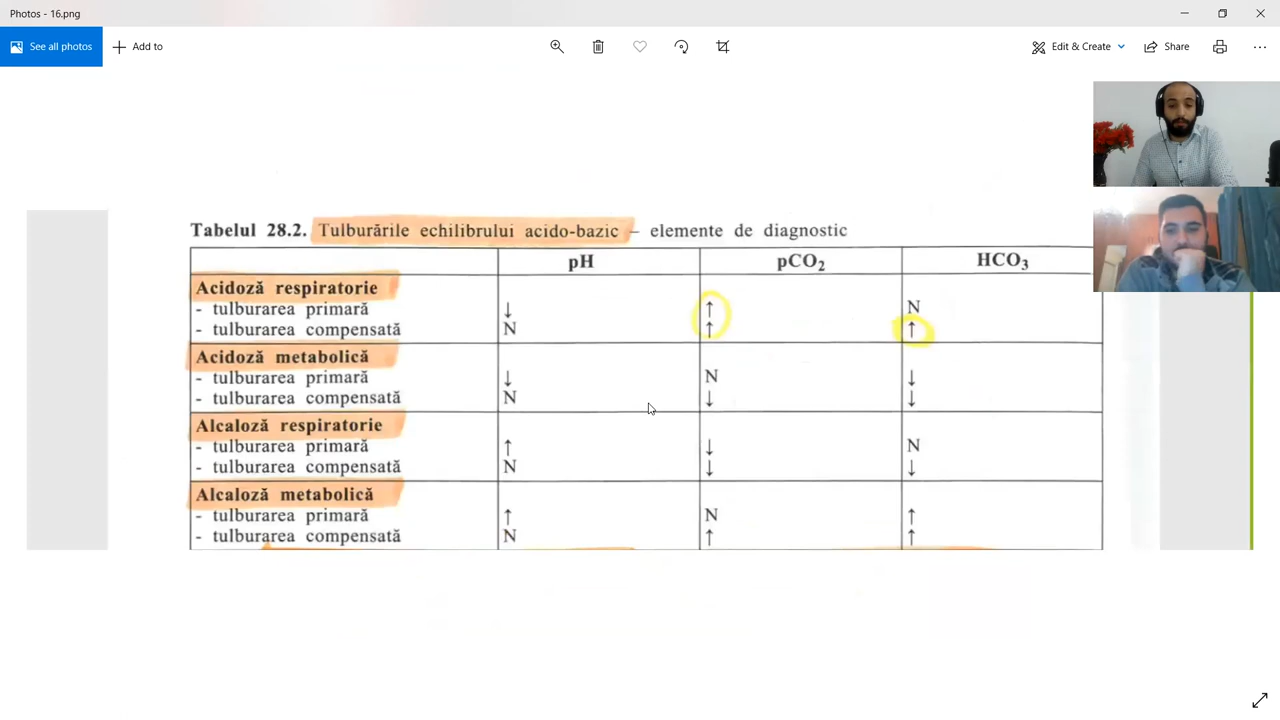 Photos - 16.png
See all photos
Add to
Edit & Create
Share
Tabelul 28.2. Tulburările echilibrului acido-bazic – elemente de diagnostic
pH pCO₂ HCO₃
Acidoză respiratorie
- tulburarea primară ↓ ↑ N
- tulburarea compensată N ↑ ↑
Acidoză metabolică
- tulburarea primară ↓ N ↓
- tulburarea compensată N ↓ ↓
Alcaloză respiratorie
- tulburarea primară ↑ ↓ N
- tulburarea compensată N ↓ ↓
Alcaloză metabolică
- tulburarea primară ↑ N ↑
- tulburarea compensată N ↑ ↑